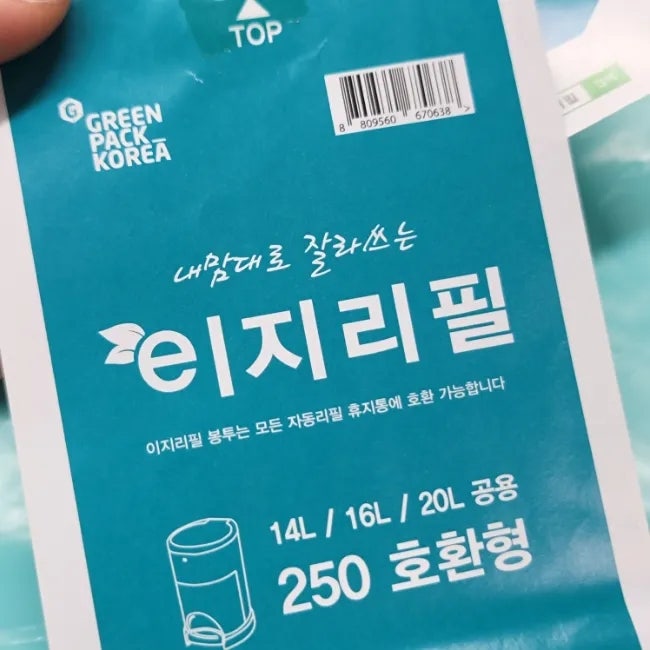 TOP
GREEN
PACK
KOREA
8 809560 670638 >
내맘대로 잘라쓰는
e이지리필
이지리필 봉투는 모든 자동리필 휴지통에 호환 가능합니다
14L / 16L / 20L 공용
250 호환형